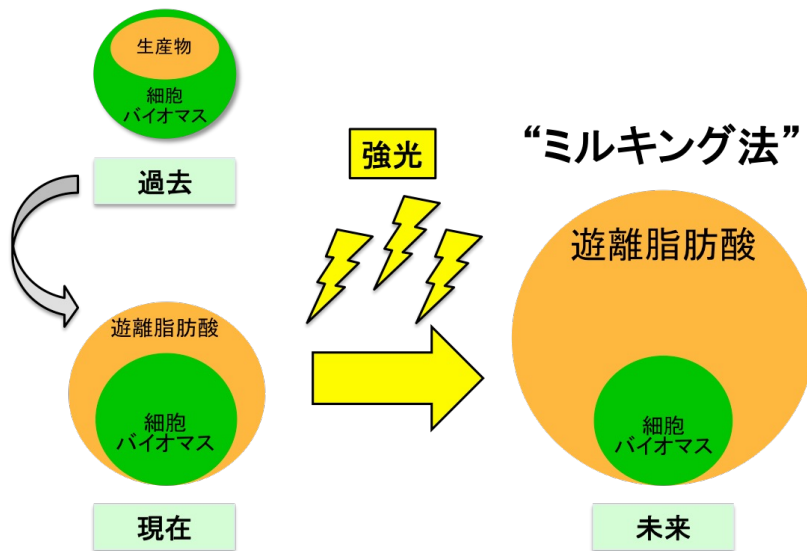 生産物
細胞
バイオマス
過去
強光
“ミルキング法”
遊離脂肪酸
細胞
バイオマス
現在
遊離脂肪酸
細胞
バイオマス
未来